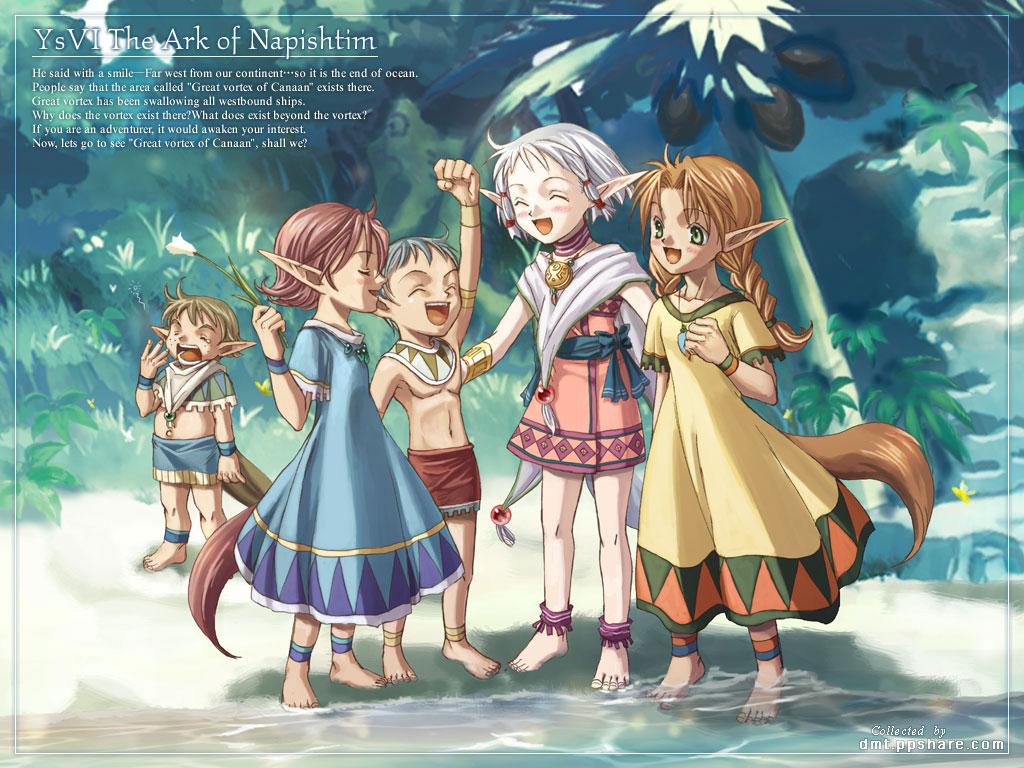 YsVI The Ark of Napishtim
He said with a smile—Far west from our continent…so it is the end of ocean.
People say that the area called "Great vortex of Canaan" exists there.
Great vortex has been swallowing all westbound ships.
Why does the vortex exist there?What does exist beyond the vortex?
If you are an adventurer, it would awaken your interest.
Now, lets go to see "Great vortex of Canaan", shall we?
Collected by
dmt.ppshare.com